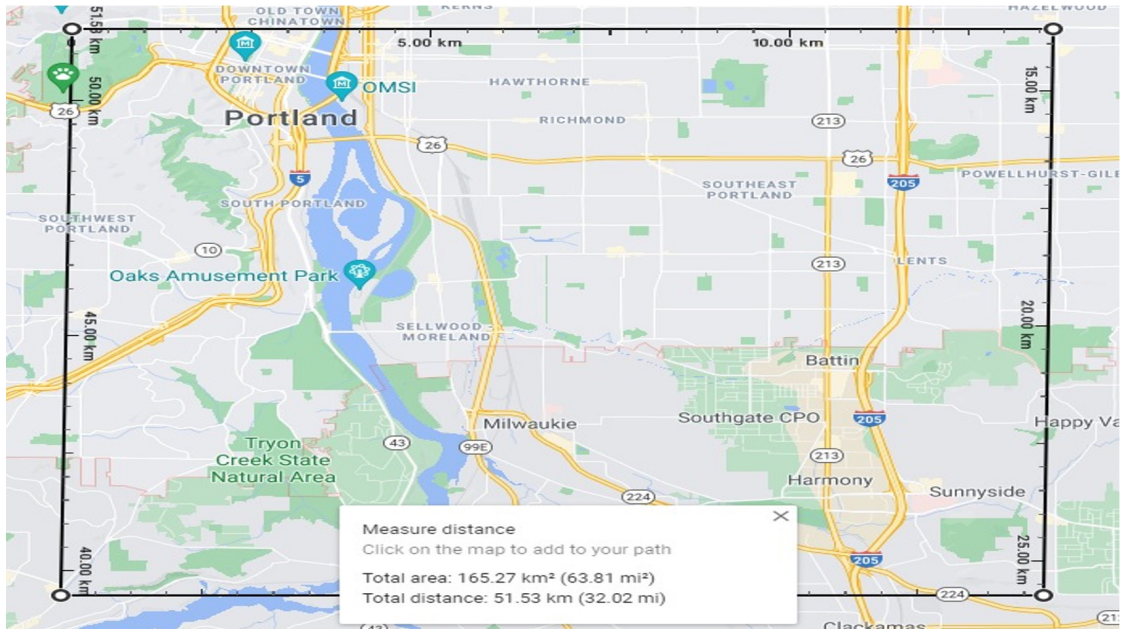 OLD TOWN
CHINATOWN
KERNS
HAZELWOOD
51.53 km
5.00 km
10.00 km
DOWNTOWN
PORTLAND
HAWTHORNE
OMSI
50.00 km
15.00 km
26
Portland
RICHMOND
213
26
26
5
205
SOUTHEAST
PORTLAND
POWELLHURST-GILB
SOUTH PORTLAND
SOUTHWEST
PORTLAND
10
213
LENTS
Oaks Amusement Park
45.00 km
20.00 km
SELLWOOD -
MORELAND
Battin
Milwaukie
Southgate CPO
205
Happy Va
43
99E
Tryon
Creek State
Natural Area
213
Harmony
224
Sunnyside
40.00 km
25.00 km
Measure distance
Click on the map to add to your path
Total area: 165.27 km² (63.81 mi²)
Total distance: 51.53 km (32.02 mi)
205
224
Clackamas